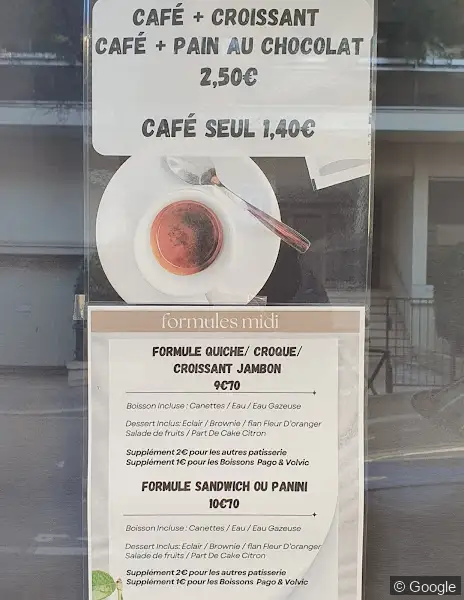 CAFÉ + CROISSANT
CAFÉ + PAIN AU CHOCOLAT
2,50€
CAFÉ SEUL 1,40€
formules midi
FORMULE QUICHE/ CROQUE/
CROISSANT JAMBON
9€70
Boisson Incluse : Canettes / Eau / Eau Gazeuse
Dessert Inclus: Eclair / Brownie / flan Fleur D'oranger
Salade de fruits / Part De Cake Citron
Supplément 2€ pour les autres patisserie
Supplément 1€ pour les Boissons Pago & Volvic
FORMULE SANDWICH OU PANINI
10€70
Boisson Incluse : Canettes / Eau / Eau Gazeuse
Dessert Inclus: Eclair / Brownie / flan Fleur D'oranger
Salade de fruits / Part De Cake Citron
Supplément 2€ pour les autres patisserie
Supplément 1€ pour les Boissons Pago & Volvic
© Google